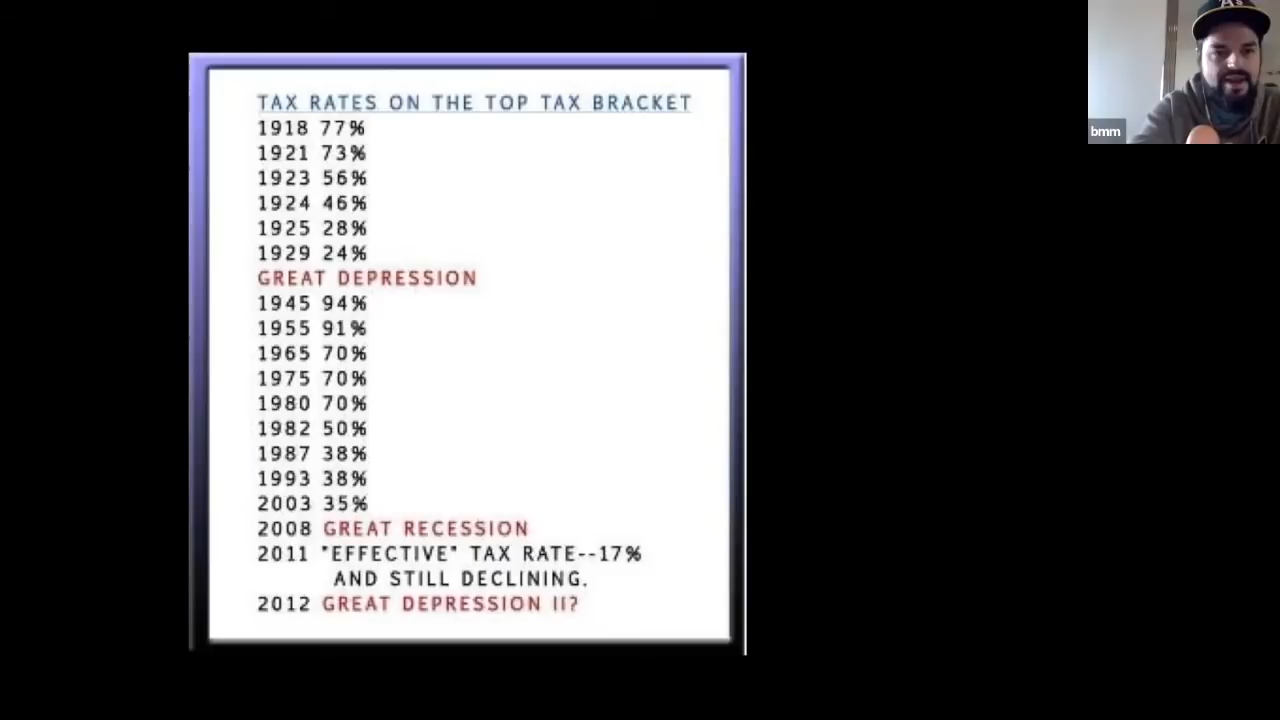 TAX RATES ON THE TOP TAX BRACKET
1918 77%
1921 73%
1923 56%
1924 46%
1925 28%
1929 24%
GREAT DEPRESSION
1945 94%
1955 91%
1965 70%
1975 70%
1980 70%
1982 50%
1987 38%
1993 38%
2003 35%
2008 GREAT RECESSION
2011 "EFFECTIVE" TAX RATE--17%
AND STILL DECLINING.
2012 GREAT DEPRESSION II?
A's
bmm